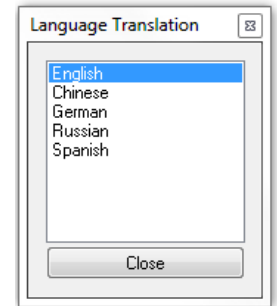 Language Translation
English
Chinese
German
Russian
Spanish
Close